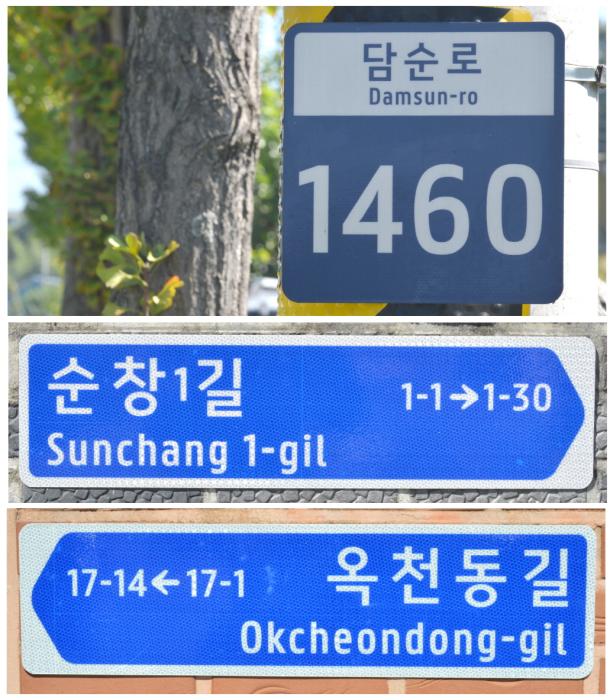 담순로
Damsun-ro
1460
순창1길 1-1→1-30
Sunchang 1-gil
17-14←17-1 옥천동길
Okcheondong-gil